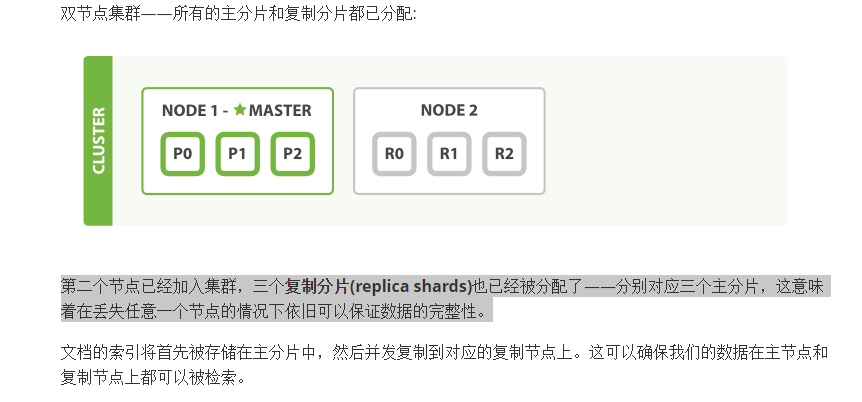 双节点集群——所有的主分片和复制分片都已分配:
CLUSTER
NODE 1 - ★ MASTER
P0 P1 P2
NODE 2
R0 R1 R2
第二个节点已经加入集群，三个复制分片(replica shards)也已经被分配了——分别对应三个主分片，这意味
着在丢失任意一个节点的情况下依旧可以保证数据的完整性。
文档的索引将首先被存储在主分片中，然后并发复制到对应的复制节点上。这可以确保我们的数据在主节点和
复制节点上都可以被检索。